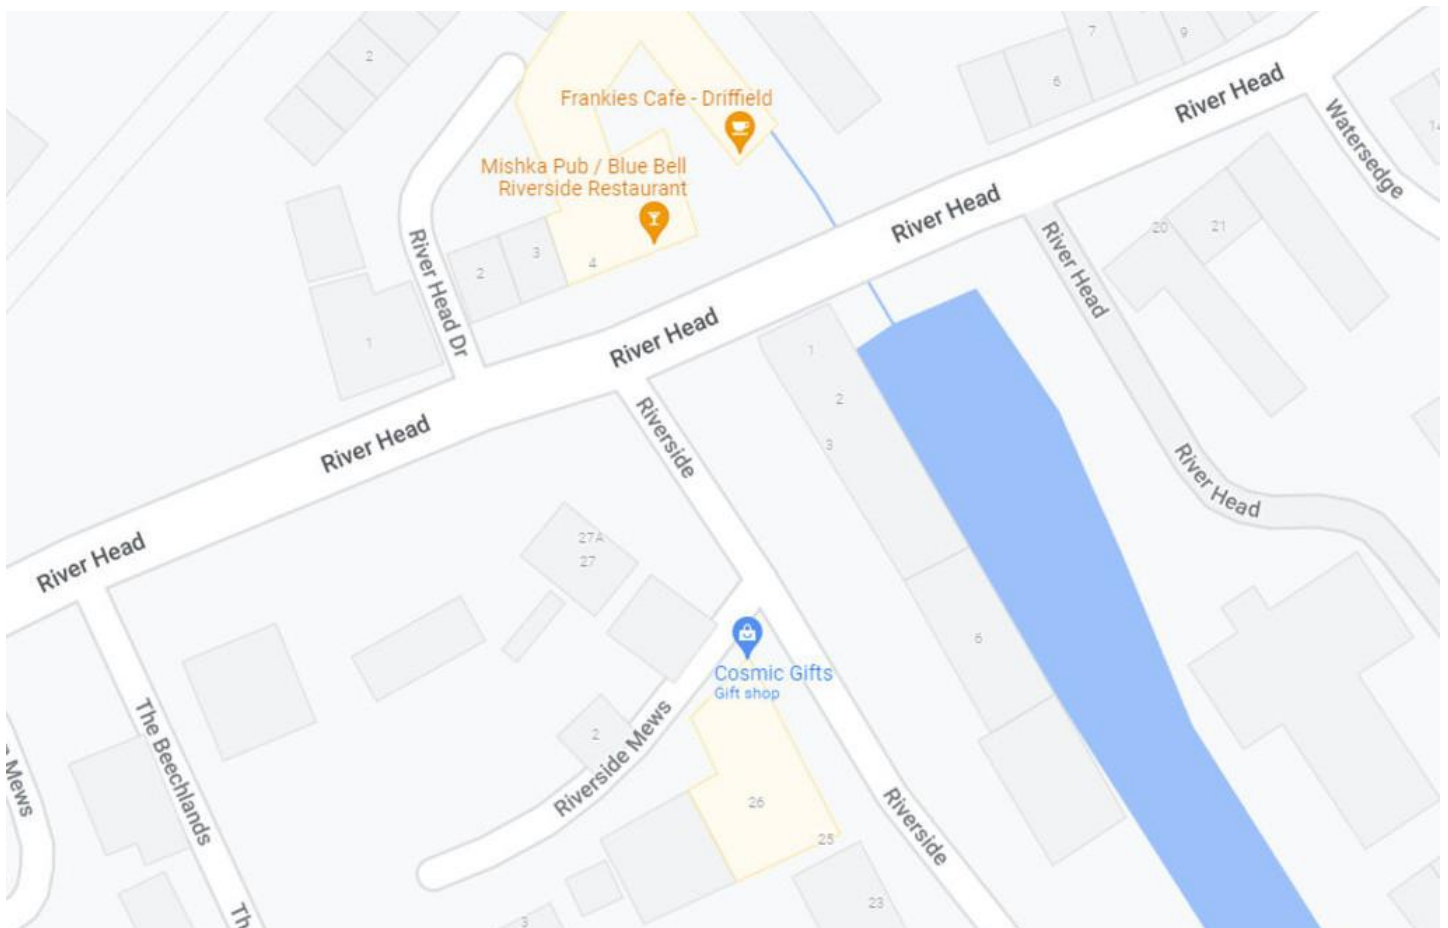 2
7
9
6
River Head
Frankies Cafe - Driffield
Watersedge
Mishka Pub / Blue Bell
Riverside Restaurant
River Head
20
21
2
3
4
River Head Dr
River Head
1
River Head
1
2
3
River Head
Riverside
River Head
River Head
27A
27
6
Cosmic Gifts
Gift shop
2
Riverside Mews
The Beechlands
Mews
26
25
Riverside
23
3
Th